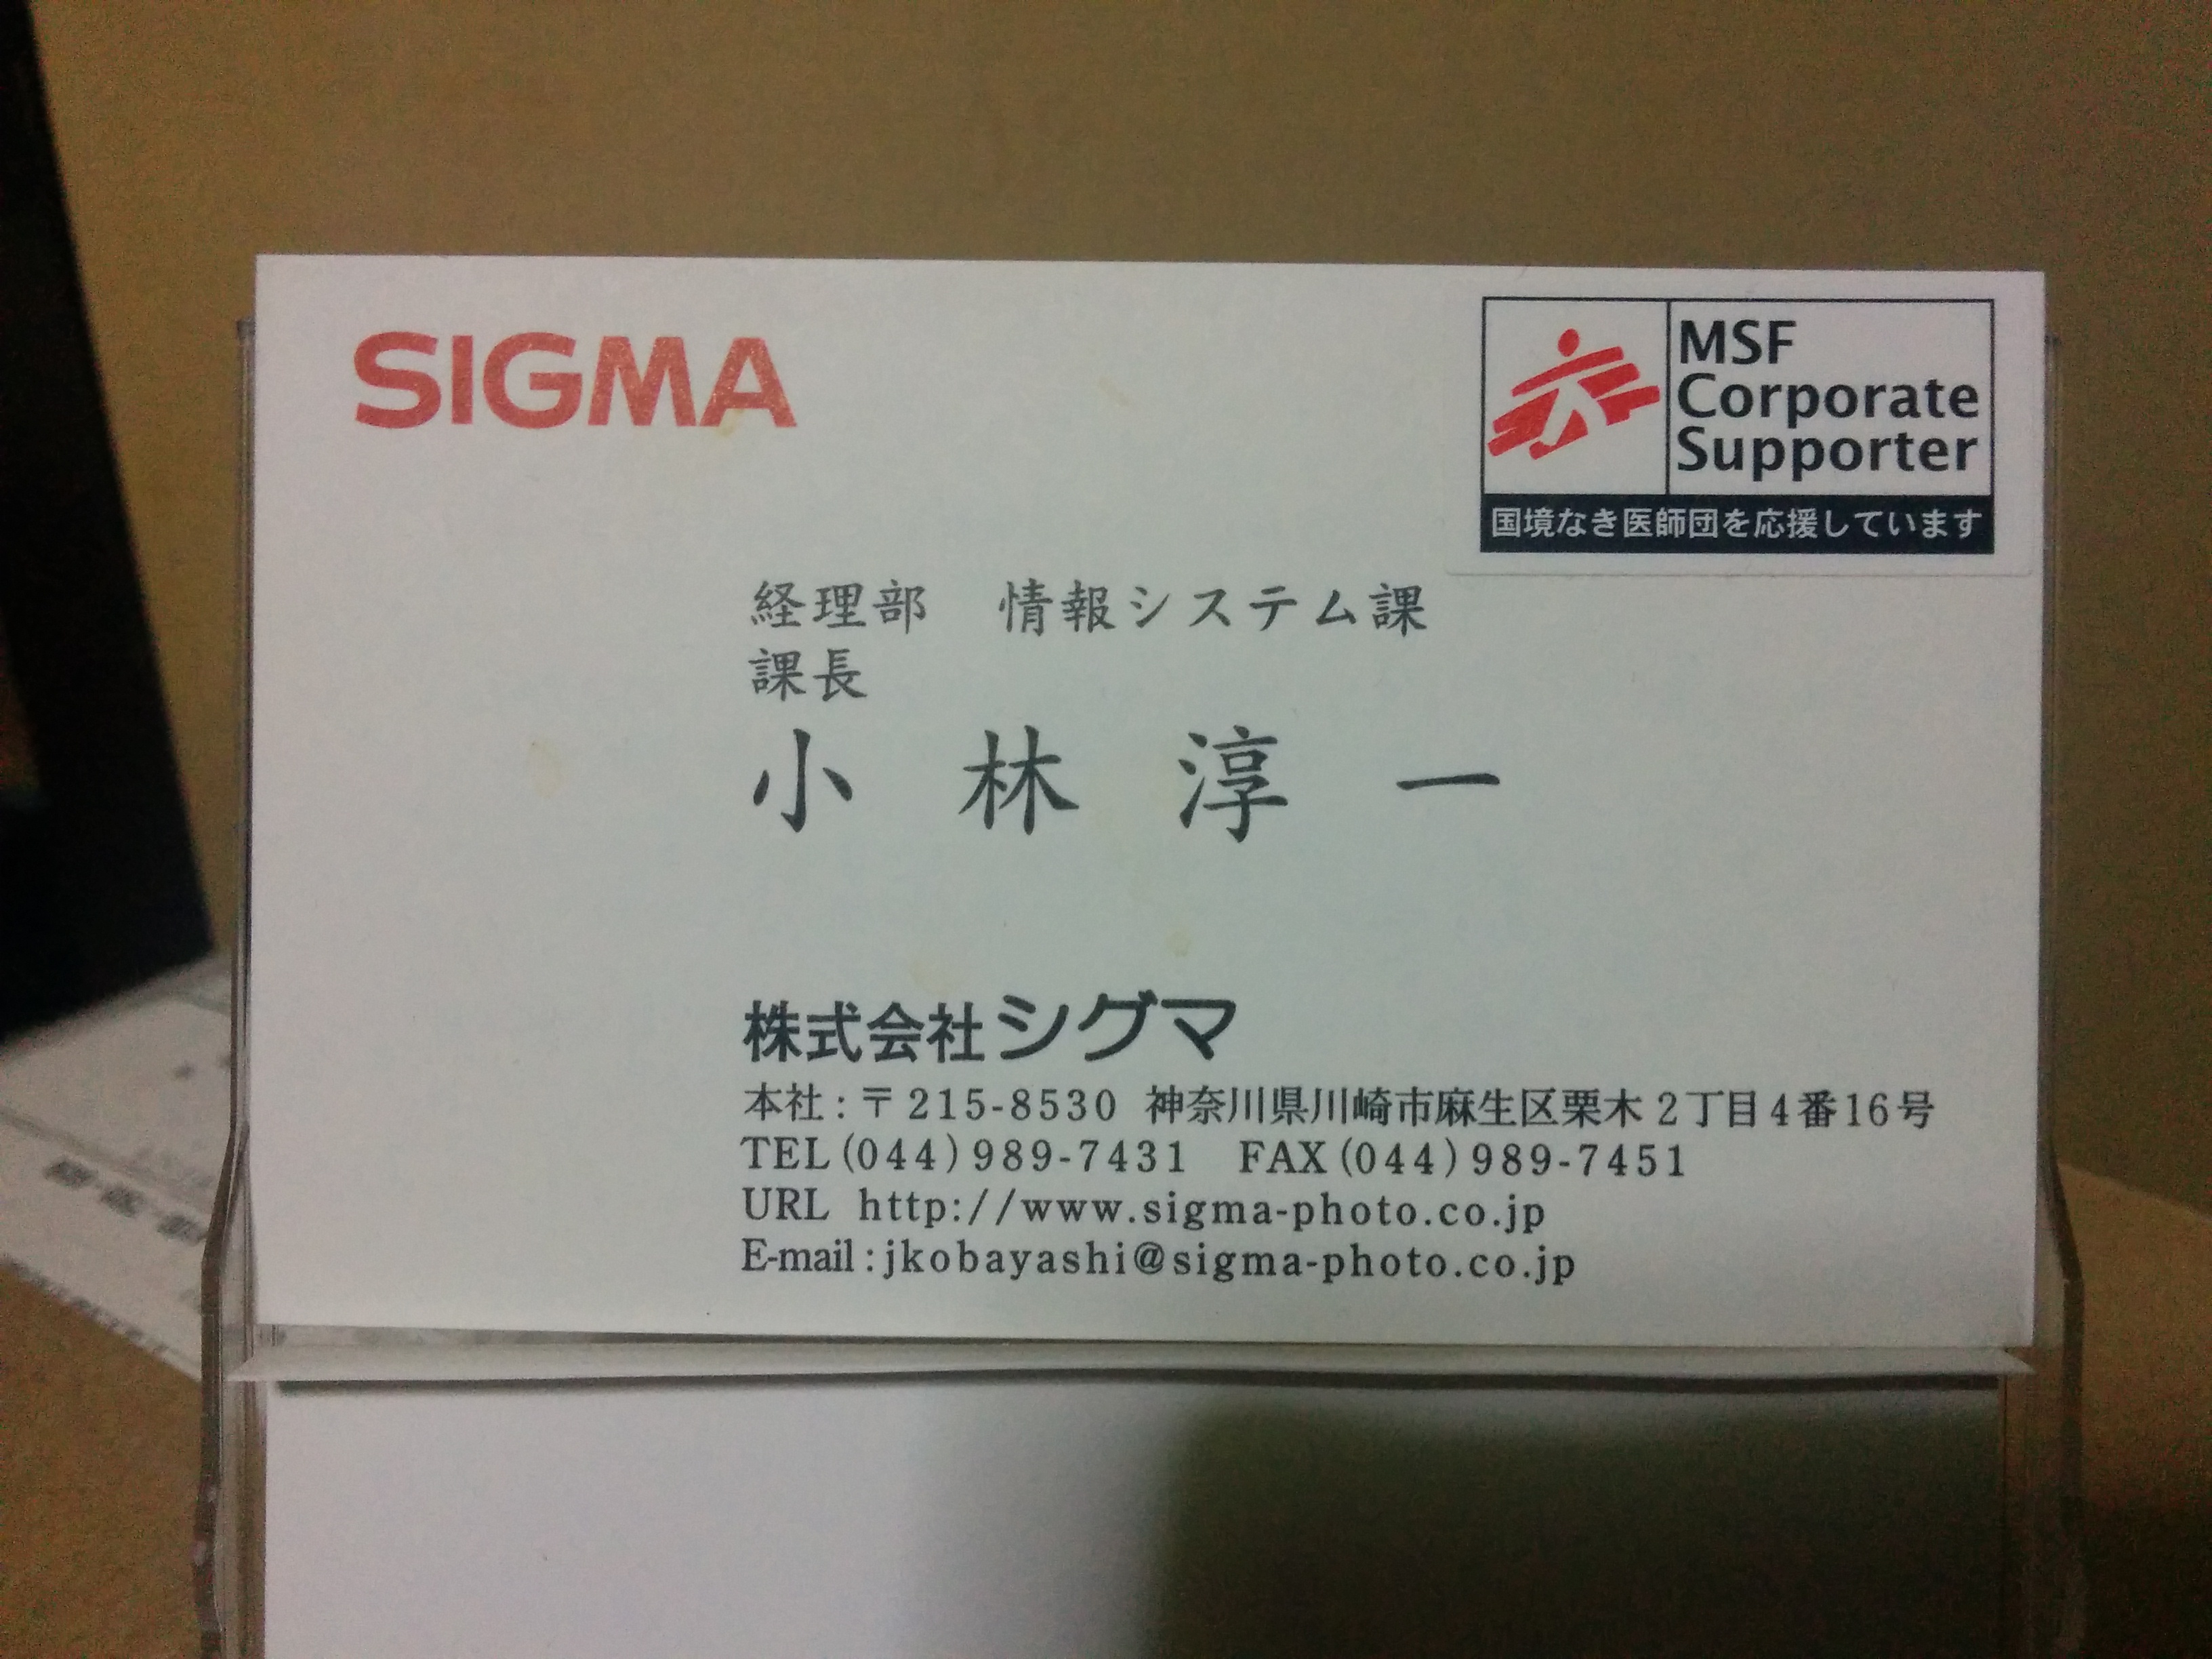 SIGMA
MSF
Corporate
Supporter
国境なき医師団を応援しています
経理部　情報システム課
課長
小 林 淳 一
株式会社シグマ
本社：〒215-8530 神奈川県川崎市麻生区栗木2丁目4番16号
TEL(044)989-7431　FAX(044)989-7451
URL http://www.sigma-photo.co.jp
E-mail:jkobayashi@sigma-photo.co.jp